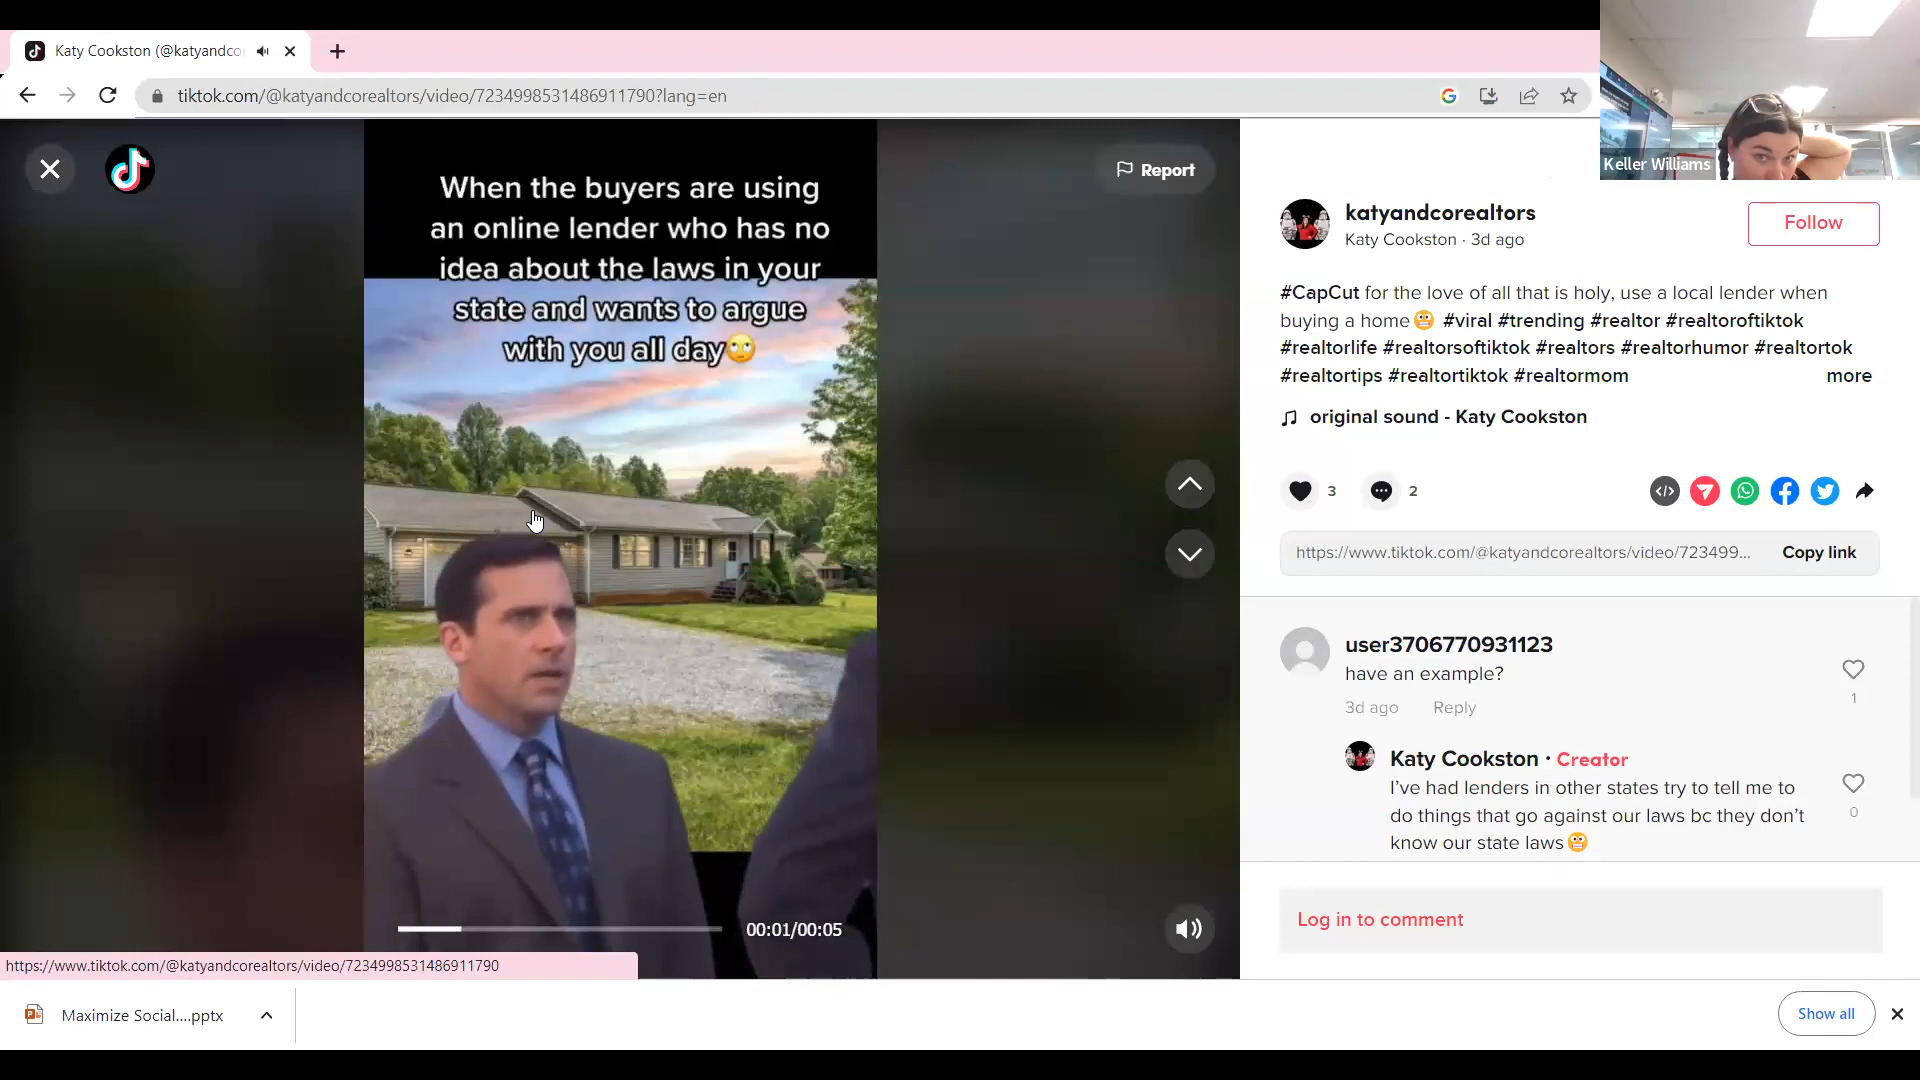 Katy Cookston (@katyandco
tiktok.com/@katyandcorealtors/video/7234998531486911790?lang=en
Keller Williams
Report
When the buyers are using
an online lender who has no
idea about the laws in your
state and wants to argue
with you all day🙄
00:01/00:05
katyandcorealtors
Katy Cookston · 3d ago
Follow
#CapCut for the love of all that is holy, use a local lender when
buying a home😬 #viral #trending #realtor #realtoroftiktok
#realtorlife #realtorsoftiktok #realtors #realtorhumor #realtortok
#realtortips #realtortiktok #realtormom more
original sound - Katy Cookston
3 2
https://www.tiktok.com/@katyandcorealtors/video/723499... Copy link
user3706770931123
have an example?
3d ago Reply
1
Katy Cookston · Creator
I've had lenders in other states try to tell me to
do things that go against our laws bc they don't
know our state laws😬
0
Log in to comment
https://www.tiktok.com/@katyandcorealtors/video/7234998531486911790
Maximize Social....pptx
Show all